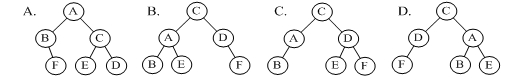 A. A B. C C. C D. C
B C A D A D D A
F E D B E F B E F F B E